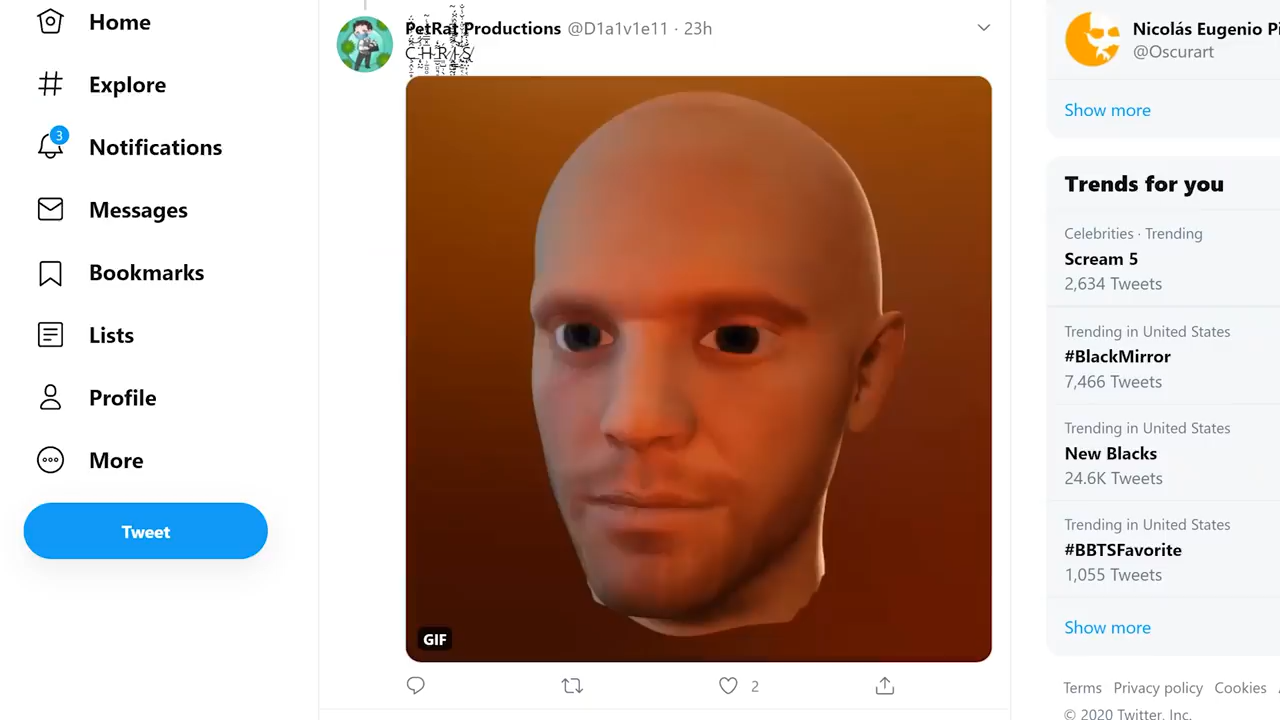 Home
Explore
3
Notifications
Messages
Bookmarks
Lists
Profile
More
Tweet
PetRat Productions @D1a1v1e11 · 23h
CHRIS
GIF
2
Nicolás Eugenio
@Oscurart
Show more
Trends for you
Celebrities · Trending
Scream 5
2,634 Tweets
Trending in United States
#BlackMirror
7,466 Tweets
Trending in United States
New Blacks
24.6K Tweets
Trending in United States
#BBTSFavorite
1,055 Tweets
Show more
Terms Privacy policy Cookies
© 2020 Twitter, Inc.